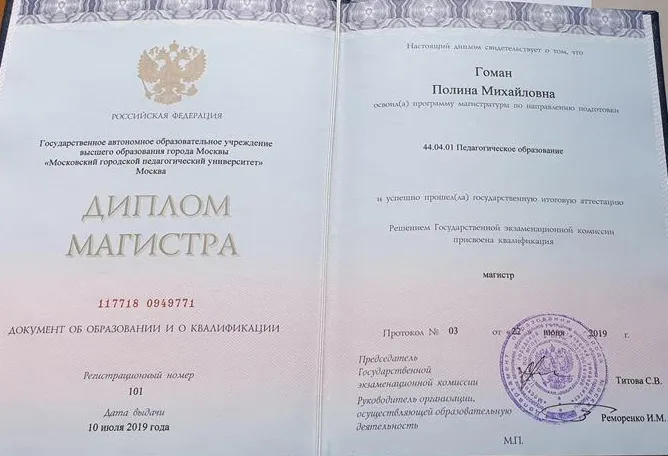 РОССИЙСКАЯ ФЕДЕРАЦИЯ
Государственное автономное образовательное учреждение
высшего образования города Москвы
«Московский городской педагогический университет»
Москва
ДИПЛОМ
МАГИСТРА
117718 0949771
ДОКУМЕНТ ОБ ОБРАЗОВАНИИ И О КВАЛИФИКАЦИИ
Регистрационный номер
101
Дата выдачи
10 июля 2019 года
Настоящий диплом свидетельствует о том, что
Гоман
Полина Михайловна
освоил(а) программу магистратуры по направлению подготовки
44.04.01 Педагогическое образование
и успешно прошел(ла) государственную итоговую аттестацию
Решением Государственной экзаменационной комиссии
присвоена квалификация
магистр
Протокол № 03 от 22 июня 2019 г.
Председатель
Государственной
экзаменационной комиссии
Титова С.В.
Руководитель организации,
осуществляющей образовательную
деятельность
Реморенко И.М.
М.П.